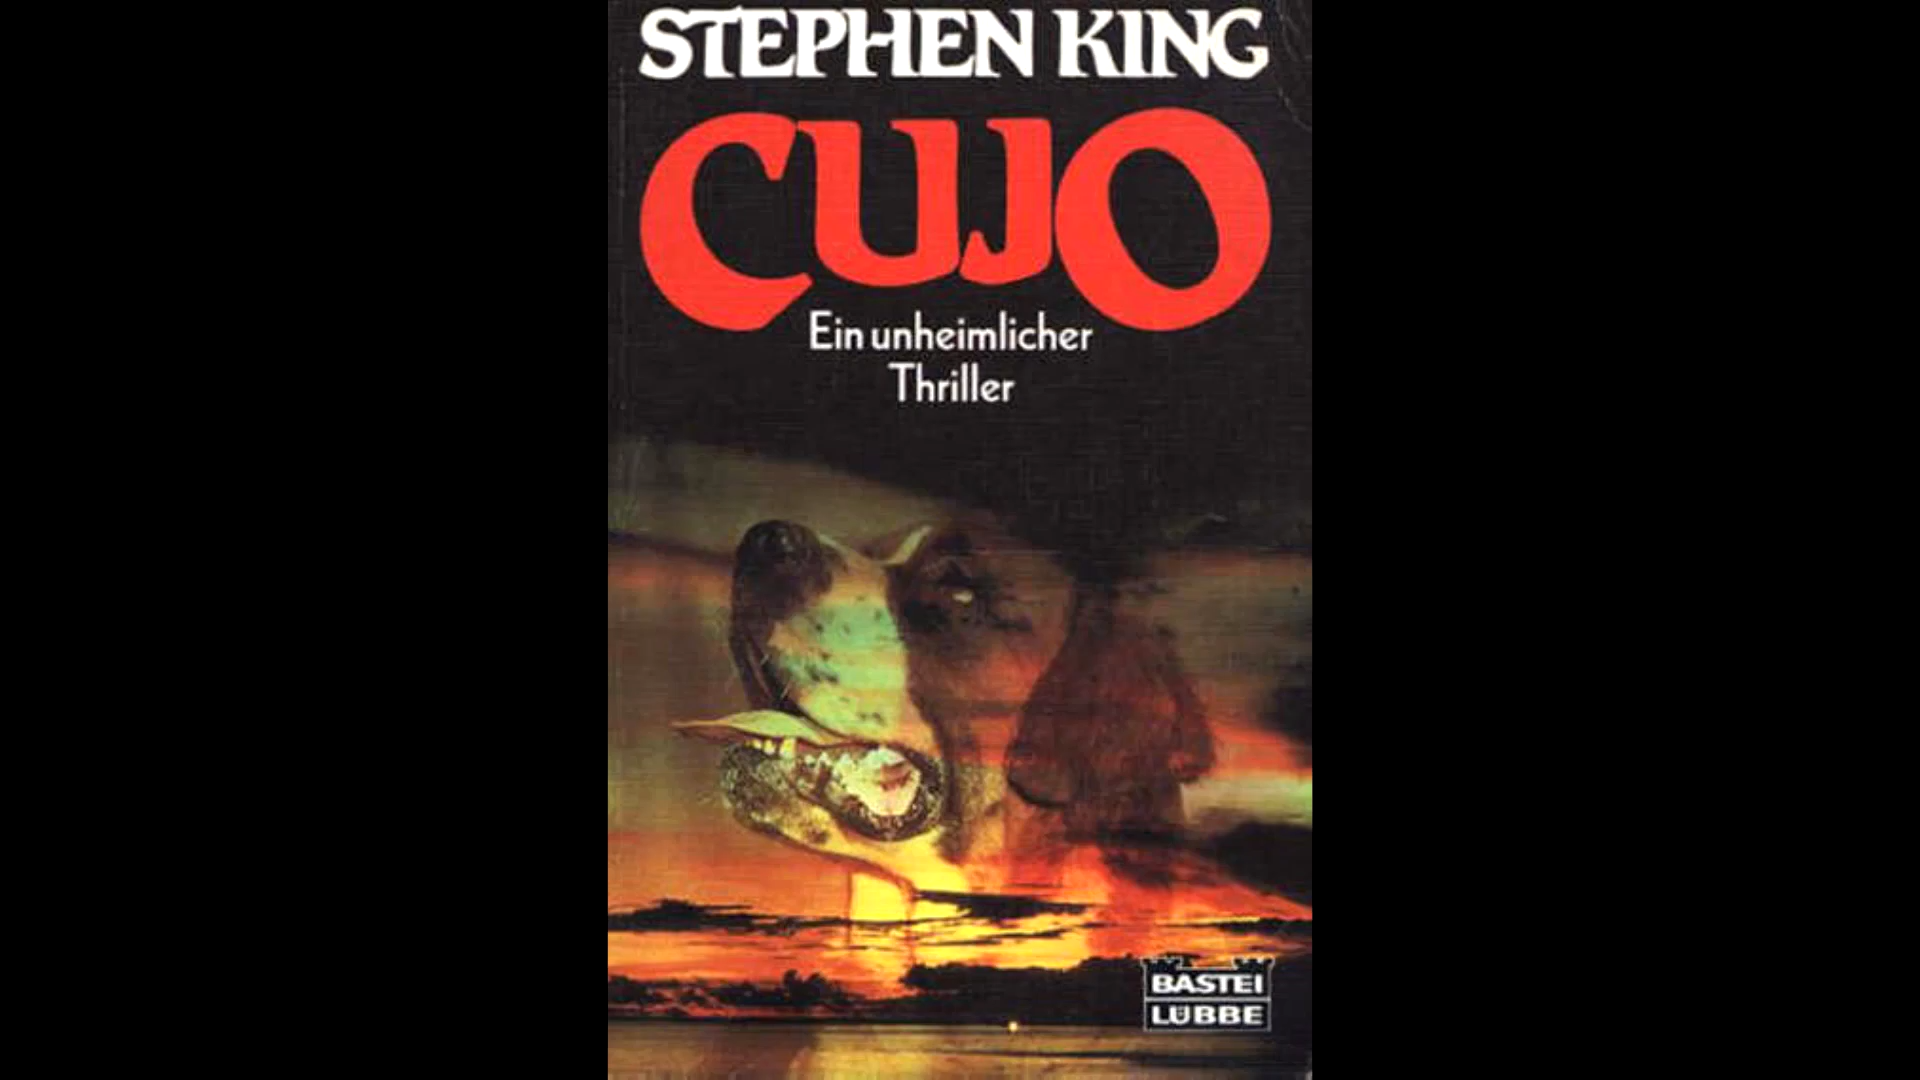 STEPHEN KING
CUJO
Ein unheimlicher
Thriller
BASTEI
LÜBBE